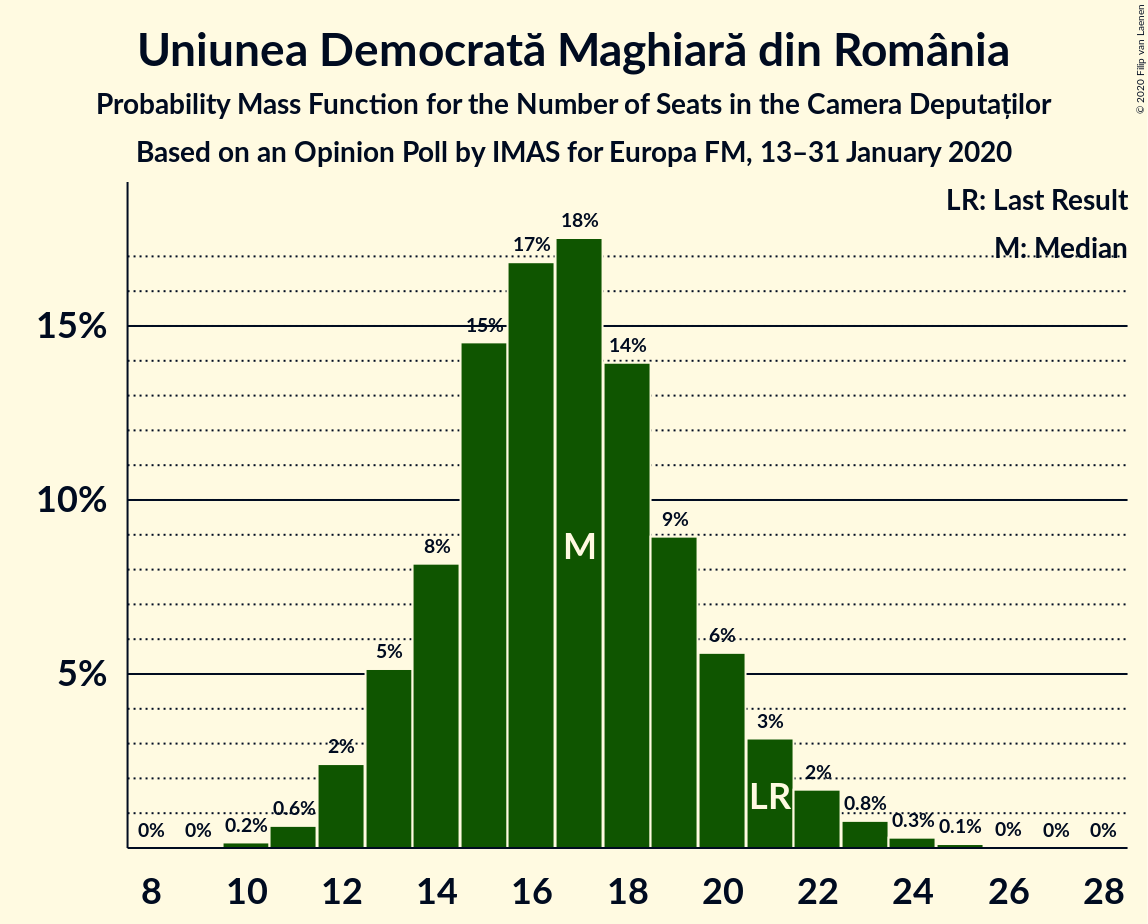 Uniunea Democrată Maghiară din România
Probability Mass Function for the Number of Seats in the Camera Deputaților
Based on an Opinion Poll by IMAS for Europa FM, 13–31 January 2020
© 2020 Filip van Laenen
LR: Last Result
M: Median
15%
10%
5%
0%
0%
0.2%
0.6%
2%
5%
8%
15%
17%
18%
14%
9%
6%
3%
2%
0.8%
0.3%
0.1%
0%
0%
0%
M
LR
8 10 12 14 16 18 20 22 24 26 28